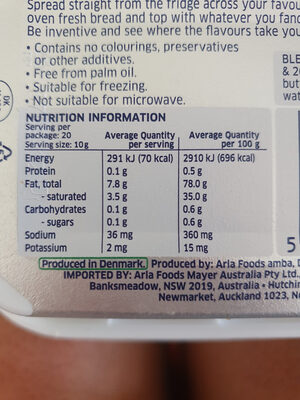 Spread straight from the fridge across your favou
oven fresh bread and top with whatever you fanc
Be inventive and see where the flavours take you
• Contains no colourings, preservatives
or other additives.
• Free from palm oil.
• Suitable for freezing.
• Not suitable for microwave.
BLE
& 2
but
wat
NUTRITION INFORMATION
Serving per
package: 20 Average Quantity Average Quantity
Serving size: 10g per serving per 100 g
Energy 291 kJ (70 kcal) 2910 kJ (696 kcal)
Protein 0.1 g 0.5 g
Fat, total 7.8 g 78.0 g
- saturated 3.5 g 35.0 g
Carbohydrates 0.1 g 0.6 g
- sugars 0.1 g 0.6 g
Sodium 36 mg 360 mg
Potassium 2 mg 15 mg
5
Produced in Denmark. Produced by: Arla Foods amba, D
IMPORTED BY: Arla Foods Mayer Australia Pty Ltd.
Banksmeadow, NSW 2019, Australia • Hutchin
Newmarket, Auckland 1023, N